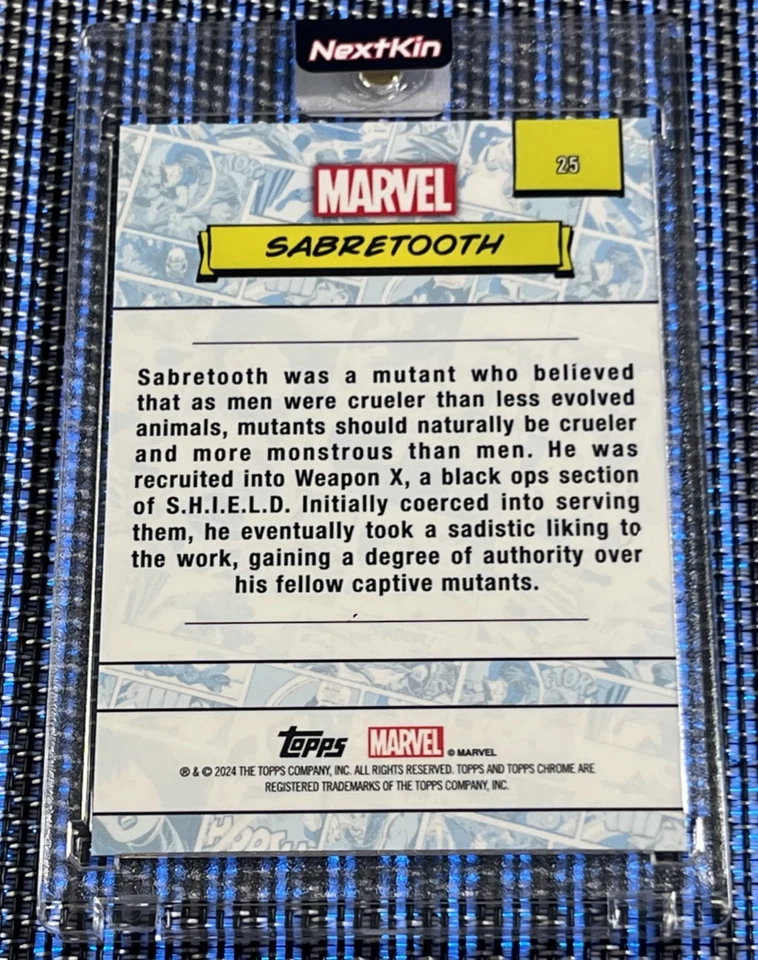 NextKin
25
MARVEL
SABRETOOTH
Sabretooth was a mutant who believed
that as men were crueler than less evolved
animals, mutants should naturally be crueler
and more monstrous than men. He was
recruited into Weapon X, a black ops section
of S.H.I.E.L.D. Initially coerced into serving
them, he eventually took a sadistic liking to
the work, gaining a degree of authority over
his fellow captive mutants.
topps MARVEL © MARVEL
® & © 2024 THE TOPPS COMPANY, INC. ALL RIGHTS RESERVED. TOPPS AND TOPPS CHROME ARE
REGISTERED TRADEMARKS OF THE TOPPS COMPANY, INC.